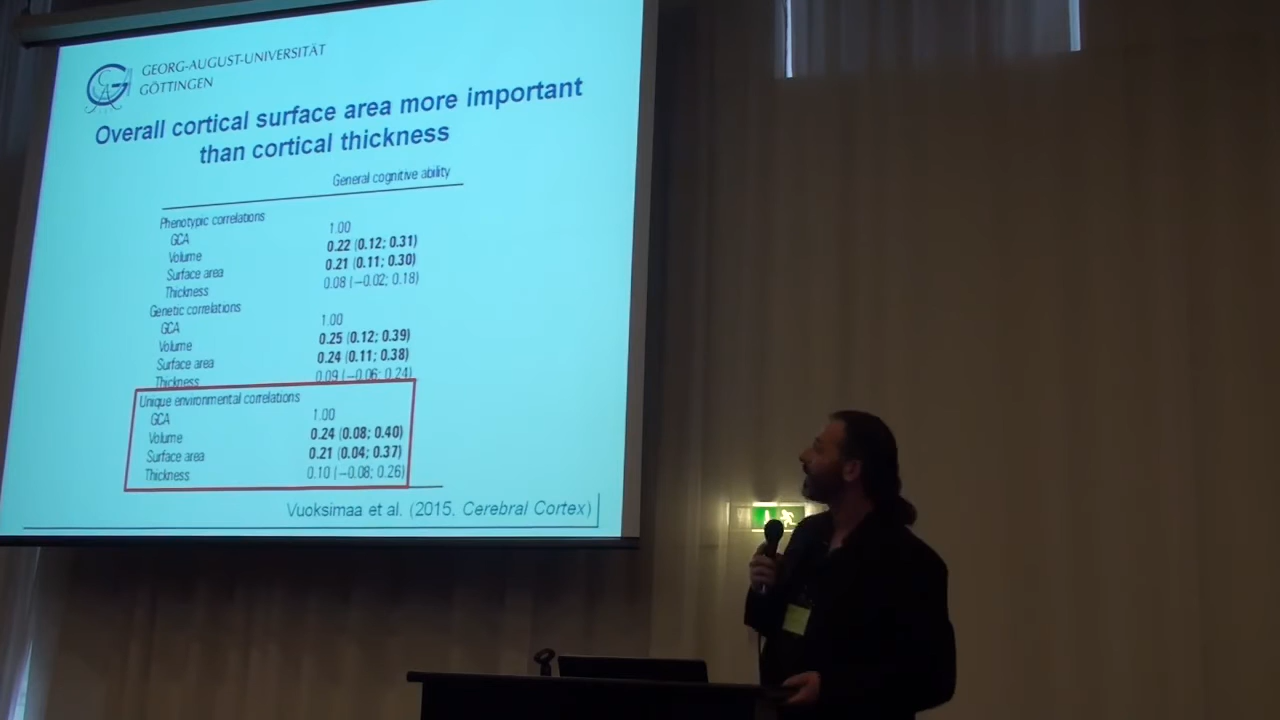 GEORG-AUGUST-UNIVERSITÄT
GÖTTINGEN
Overall cortical surface area more important
than cortical thickness
General cognitive ability
Phenotypic correlations
GCA 1.00
Volume 0.22 (0.12; 0.31)
Surface area 0.21 (0.11; 0.30)
Thickness 0.08 (−0.02; 0.18)
Genetic correlations
GCA 1.00
Volume 0.25 (0.12; 0.39)
Surface area 0.24 (0.11; 0.38)
Thickness 0.09 (−0.06; 0.24)
Unique environmental correlations
GCA 1.00
Volume 0.24 (0.08; 0.40)
Surface area 0.21 (0.04; 0.37)
Thickness 0.10 (−0.08; 0.26)
Vuoksimaa et al. (2015. Cerebral Cortex)